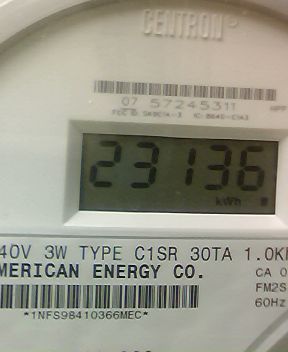 CENTRON
07 57245311
23136
kWh
40V 3W TYPE C1SR 30TA 1.0K
MERICAN ENERGY CO.
CA 0
FM2S
60Hz
*1NFS98410366MEC*